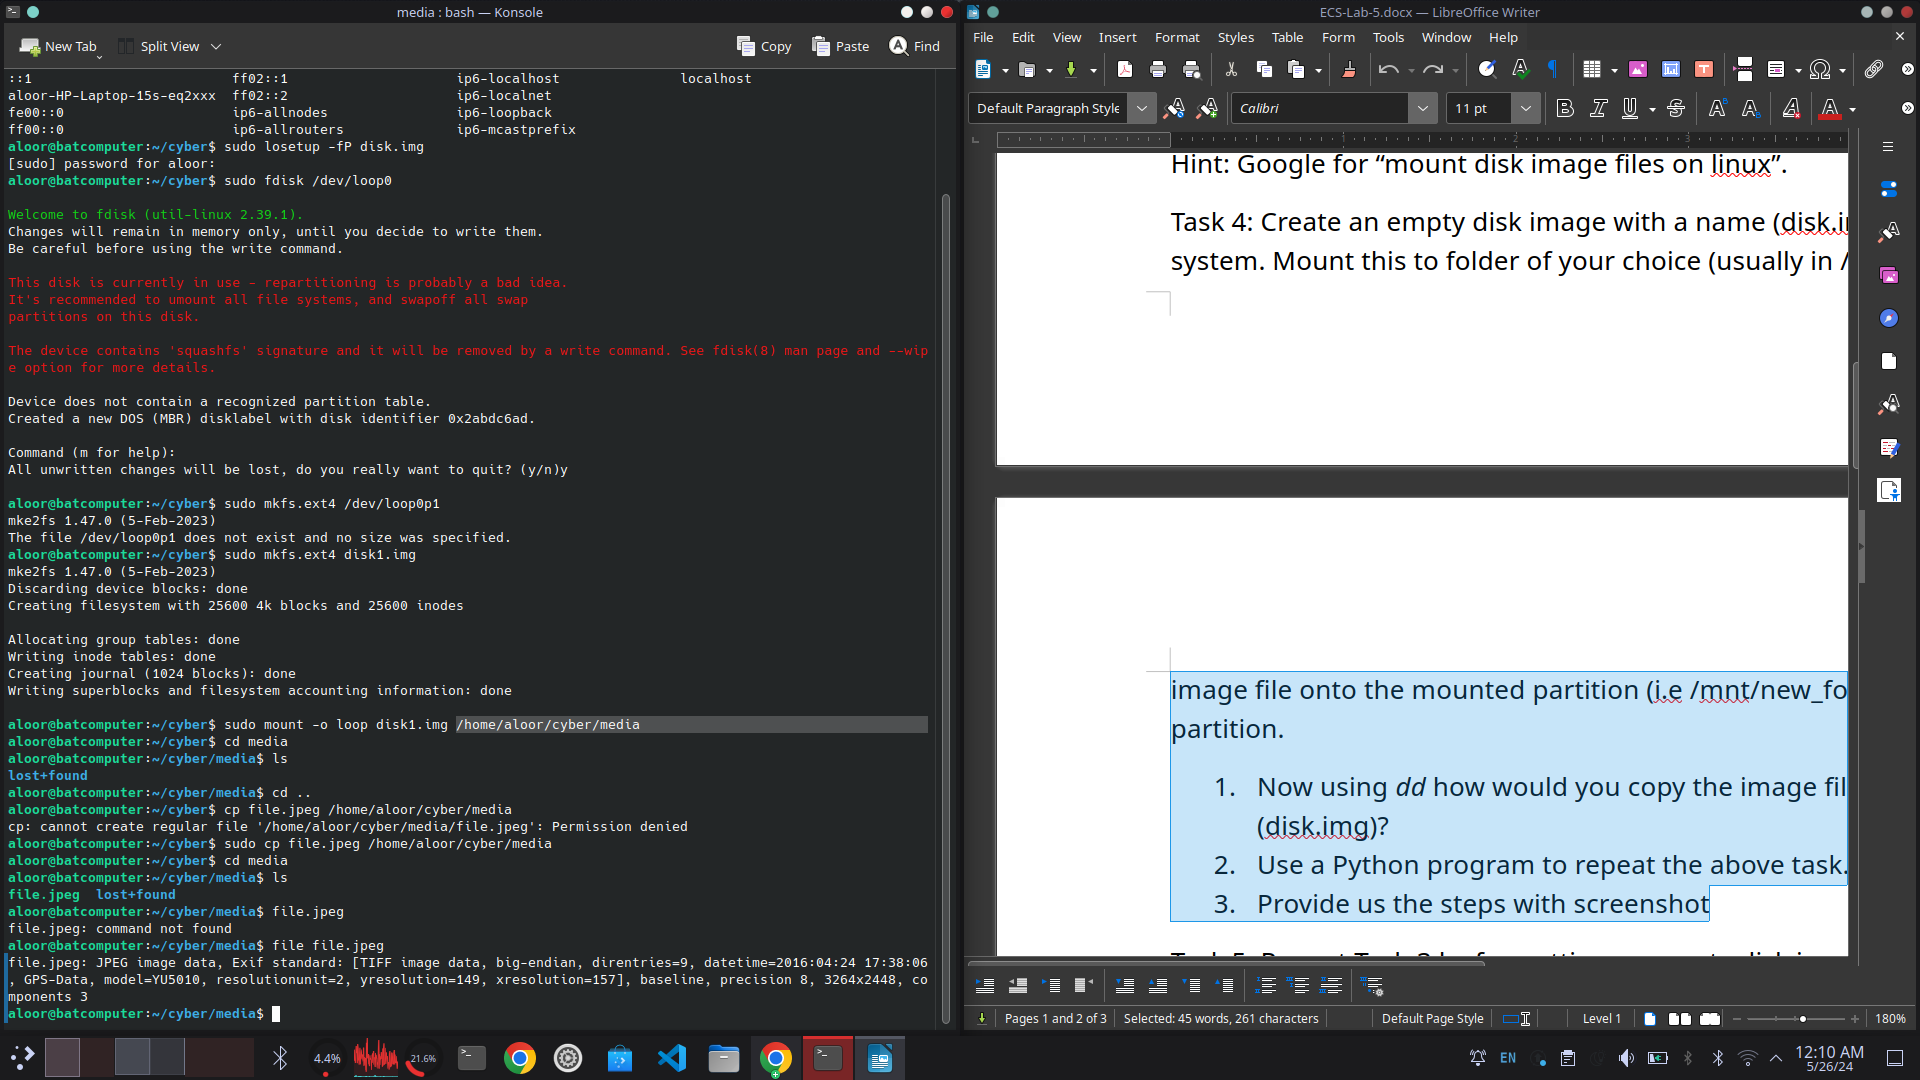 media : bash — Konsole
New Tab
Split View
Copy
Paste
Find
::1 ff02::1 ip6-localhost localhost
aloor-HP-Laptop-15s-eq2xxx ff02::2 ip6-localnet
fe00::0 ip6-allnodes ip6-loopback
ff00::0 ip6-allrouters ip6-mcastprefix
aloor@batcomputer:~/cyber$ sudo losetup -fP disk.img
[sudo] password for aloor:
aloor@batcomputer:~/cyber$ sudo fdisk /dev/loop0
Welcome to fdisk (util-linux 2.39.1).
Changes will remain in memory only, until you decide to write them.
Be careful before using the write command.
This disk is currently in use - repartitioning is probably a bad idea.
It's recommended to umount all file systems, and swapoff all swap
partitions on this disk.
The device contains 'squashfs' signature and it will be removed by a write command. See fdisk(8) man page and --wip
e option for more details.
Device does not contain a recognized partition table.
Created a new DOS (MBR) disklabel with disk identifier 0x2abdc6ad.
Command (m for help):
All unwritten changes will be lost, do you really want to quit? (y/n)y
aloor@batcomputer:~/cyber$ sudo mkfs.ext4 /dev/loop0p1
mke2fs 1.47.0 (5-Feb-2023)
The file /dev/loop0p1 does not exist and no size was specified.
aloor@batcomputer:~/cyber$ sudo mkfs.ext4 disk1.img
mke2fs 1.47.0 (5-Feb-2023)
Discarding device blocks: done
Creating filesystem with 25600 4k blocks and 25600 inodes
Allocating group tables: done
Writing inode tables: done
Creating journal (1024 blocks): done
Writing superblocks and filesystem accounting information: done
aloor@batcomputer:~/cyber$ sudo mount -o loop disk1.img /home/aloor/cyber/media
aloor@batcomputer:~/cyber$ cd media
aloor@batcomputer:~/cyber/media$ ls
lost+found
aloor@batcomputer:~/cyber/media$ cd ..
aloor@batcomputer:~/cyber$ cp file.jpeg /home/aloor/cyber/media
cp: cannot create regular file '/home/aloor/cyber/media/file.jpeg': Permission denied
aloor@batcomputer:~/cyber$ sudo cp file.jpeg /home/aloor/cyber/media
aloor@batcomputer:~/cyber$ cd media
aloor@batcomputer:~/cyber/media$ ls
file.jpeg lost+found
aloor@batcomputer:~/cyber/media$ file.jpeg
file.jpeg: command not found
aloor@batcomputer:~/cyber/media$ file file.jpeg
file.jpeg: JPEG image data, Exif standard: [TIFF image data, big-endian, direntries=9, datetime=2016:04:24 17:38:06
, GPS-Data, model=YU5010, resolutionunit=2, yresolution=149, xresolution=157], baseline, precision 8, 3264x2448, co
mponents 3
aloor@batcomputer:~/cyber/media$
ECS-Lab-5.docx — LibreOffice Writer
File Edit View Insert Format Styles Table Form Tools Window Help
Default Paragraph Style
Calibri
11 pt
1 2 3
Hint: Google for “mount disk image files on linux”.
Task 4: Create an empty disk image with a name (disk.i
system. Mount this to folder of your choice (usually in /
image file onto the mounted partition (i.e /mnt/new_fo
partition.
1. Now using dd how would you copy the image fil
(disk.img)?
2. Use a Python program to repeat the above task.
3. Provide us the steps with screenshot
Pages 1 and 2 of 3
Selected: 45 words, 261 characters
Default Page Style
Level 1
180%
4.4%
21.6%
EN
12:10 AM
5/26/24